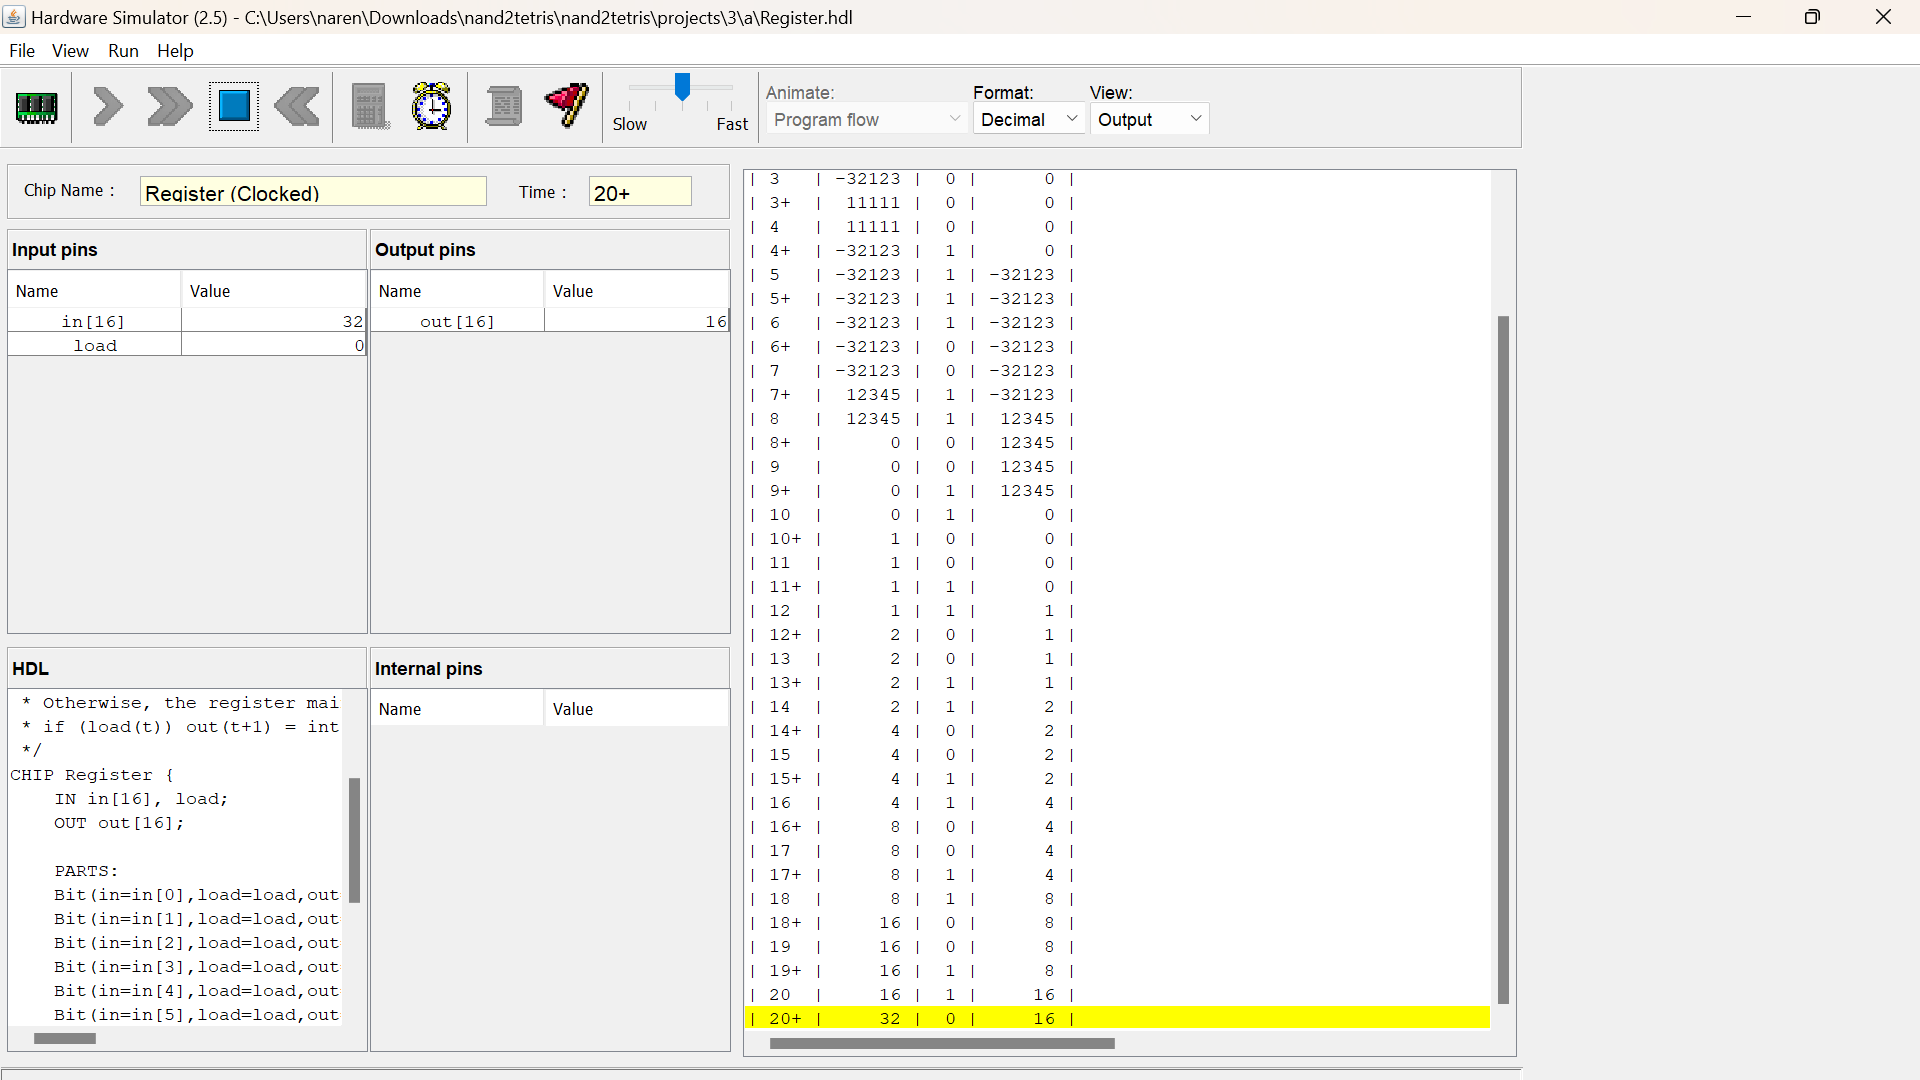 Hardware Simulator (2.5) - C:\Users\naren\Downloads\nand2tetris\nand2tetris\projects\3\a\Register.hdl
File View Run Help
Slow Fast
Animate:
Program flow
Format:
Decimal
View:
Output
Chip Name :
Register (Clocked)
Time :
20+
Input pins
Name Value
in[16] 32
load 0
Output pins
Name Value
out[16] 16
HDL
* Otherwise, the register mai
* if (load(t)) out(t+1) = int
*/
CHIP Register {
IN in[16], load;
OUT out[16];
PARTS:
Bit(in=in[0],load=load,out
Bit(in=in[1],load=load,out
Bit(in=in[2],load=load,out
Bit(in=in[3],load=load,out
Bit(in=in[4],load=load,out
Bit(in=in[5],load=load,out
Internal pins
Name Value
| 3 | -32123 | 0 | 0 |
| 3+ | 11111 | 0 | 0 |
| 4 | 11111 | 0 | 0 |
| 4+ | -32123 | 1 | 0 |
| 5 | -32123 | 1 | -32123 |
| 5+ | -32123 | 1 | -32123 |
| 6 | -32123 | 1 | -32123 |
| 6+ | -32123 | 0 | -32123 |
| 7 | -32123 | 0 | -32123 |
| 7+ | 12345 | 1 | -32123 |
| 8 | 12345 | 1 | 12345 |
| 8+ | 0 | 0 | 12345 |
| 9 | 0 | 0 | 12345 |
| 9+ | 0 | 1 | 12345 |
| 10 | 0 | 1 | 0 |
| 10+ | 1 | 0 | 0 |
| 11 | 1 | 0 | 0 |
| 11+ | 1 | 1 | 0 |
| 12 | 1 | 1 | 1 |
| 12+ | 2 | 0 | 1 |
| 13 | 2 | 0 | 1 |
| 13+ | 2 | 1 | 1 |
| 14 | 2 | 1 | 2 |
| 14+ | 4 | 0 | 2 |
| 15 | 4 | 0 | 2 |
| 15+ | 4 | 1 | 2 |
| 16 | 4 | 1 | 4 |
| 16+ | 8 | 0 | 4 |
| 17 | 8 | 0 | 4 |
| 17+ | 8 | 1 | 4 |
| 18 | 8 | 1 | 8 |
| 18+ | 16 | 0 | 8 |
| 19 | 16 | 0 | 8 |
| 19+ | 16 | 1 | 8 |
| 20 | 16 | 1 | 16 |
| 20+ | 32 | 0 | 16 |